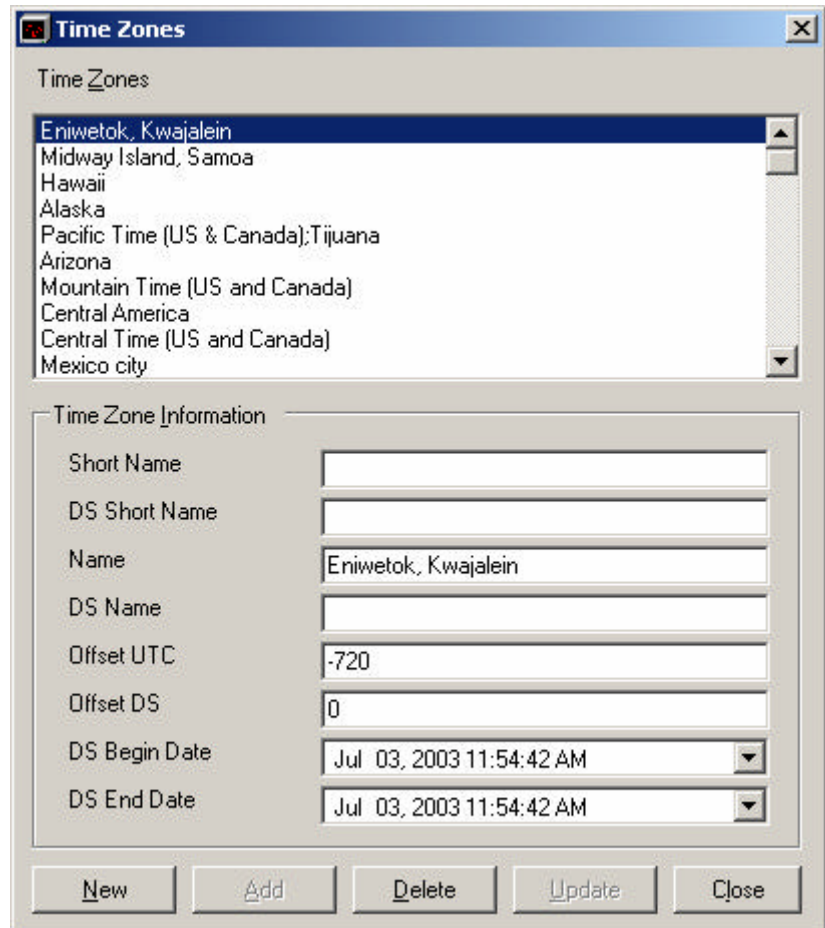 Time Zones
Time Zones
Eniwetok, Kwajalein
Midway Island, Samoa
Hawaii
Alaska
Pacific Time (US & Canada);Tijuana
Arizona
Mountain Time (US and Canada)
Central America
Central Time (US and Canada)
Mexico city
Time Zone Information
Short Name
DS Short Name
Name Eniwetok, Kwajalein
DS Name
Offset UTC -720
Offset DS 0
DS Begin Date Jul 03, 2003 11:54:42 AM
DS End Date Jul 03, 2003 11:54:42 AM
New Add Delete Update Close